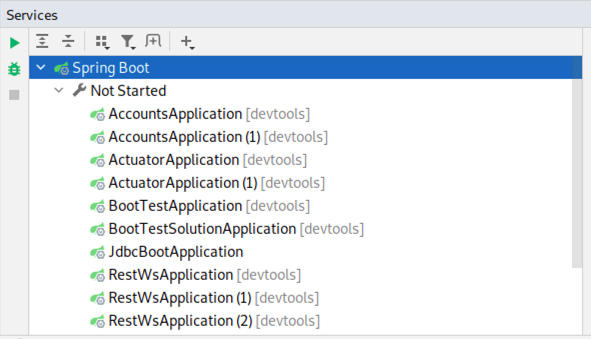 Services
Spring Boot
Not Started
AccountsApplication [devtools]
AccountsApplication (1) [devtools]
ActuatorApplication [devtools]
ActuatorApplication (1) [devtools]
BootTestApplication [devtools]
BootTestSolutionApplication [devtools]
JdbcBootApplication
RestWsApplication [devtools]
RestWsApplication (1) [devtools]
RestWsApplication (2) [devtools]